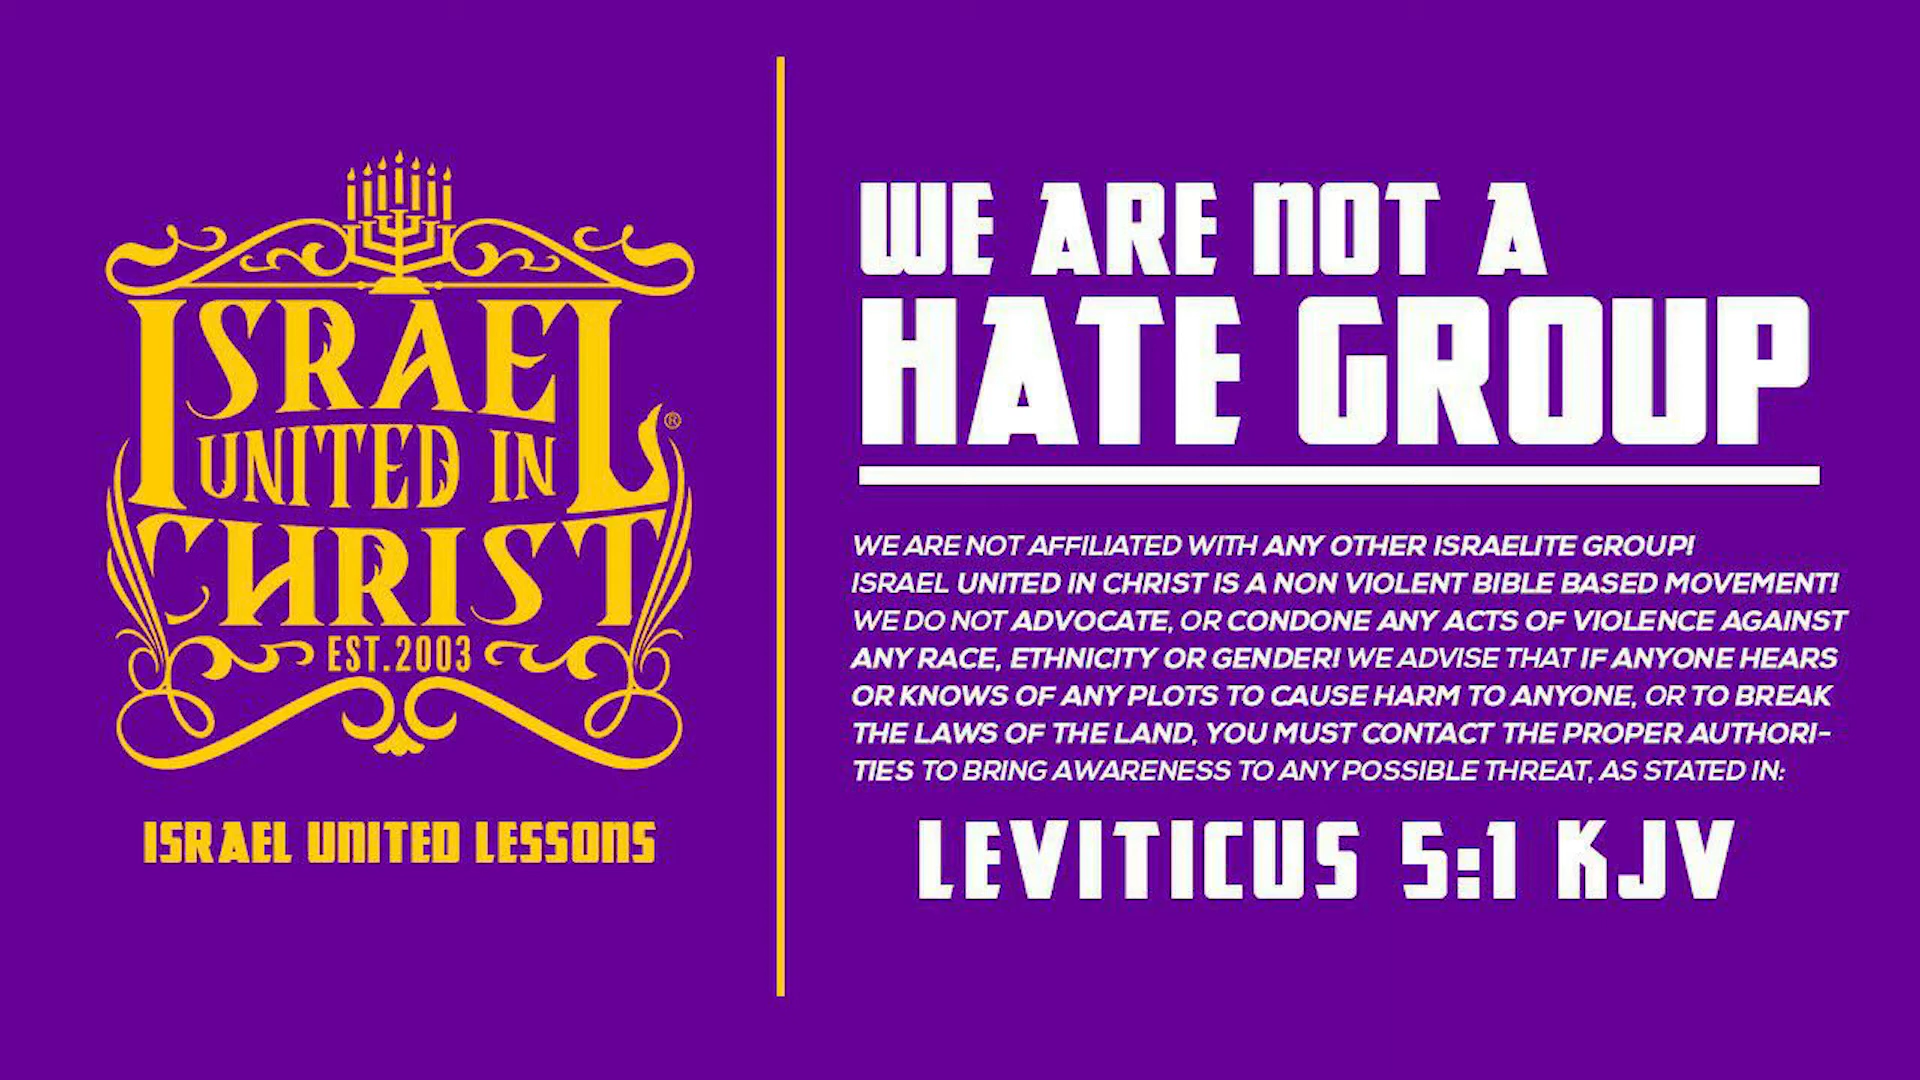 ISRAEL
UNITED IN
CHRIST
®
EST.2003
ISRAEL UNITED LESSONS
WE ARE NOT A
HATE GROUP
WE ARE NOT AFFILIATED WITH ANY OTHER ISRAELITE GROUP!
ISRAEL UNITED IN CHRIST IS A NON VIOLENT BIBLE BASED MOVEMENT!
WE DO NOT ADVOCATE, OR CONDONE ANY ACTS OF VIOLENCE AGAINST
ANY RACE, ETHNICITY OR GENDER! WE ADVISE THAT IF ANYONE HEARS
OR KNOWS OF ANY PLOTS TO CAUSE HARM TO ANYONE, OR TO BREAK
THE LAWS OF THE LAND, YOU MUST CONTACT THE PROPER AUTHORI-
TIES TO BRING AWARENESS TO ANY POSSIBLE THREAT, AS STATED IN:
LEVITICUS 5:1 KJV